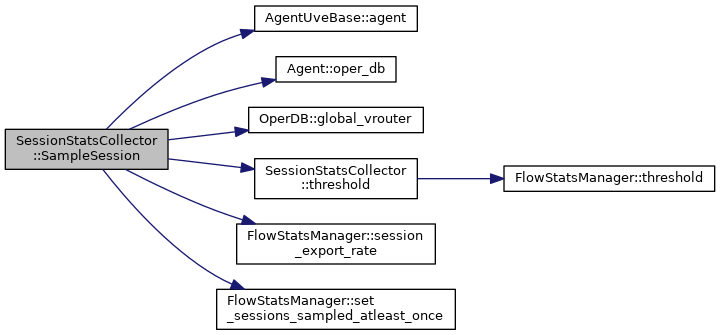 AgentUveBase::agent
Agent::oper_db
OperDB::global_vrouter
SessionStatsCollector
::SampleSession
SessionStatsCollector
::threshold
FlowStatsManager::threshold
FlowStatsManager::session
_export_rate
FlowStatsManager::set
_sessions_sampled_atleast_once